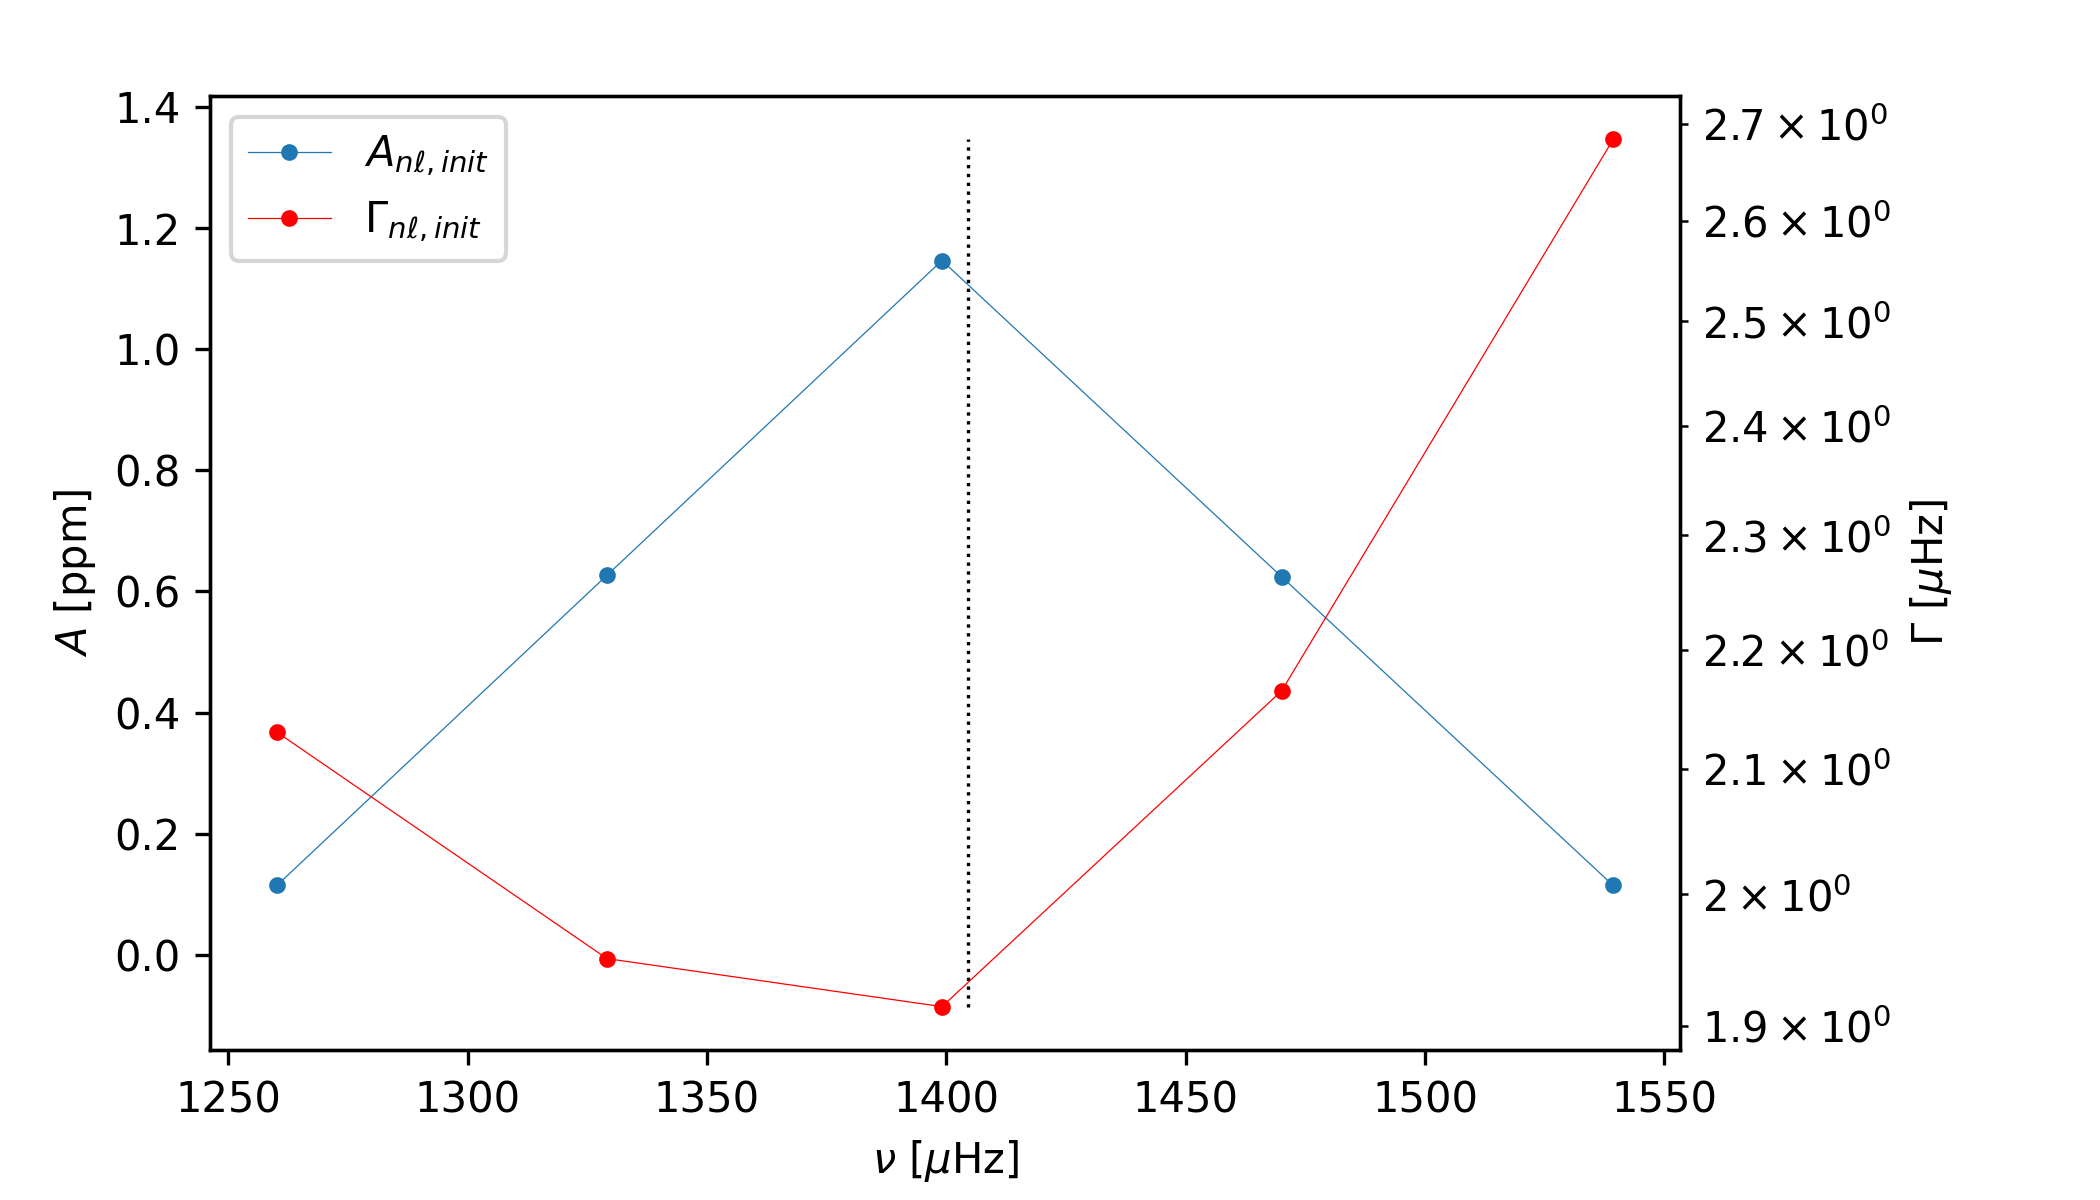 1.4
1.2
1.0
0.8
0.6
0.4
0.2
0.0
A [ppm]
A_{nℓ, init}
Γ_{nℓ, init}
2.7 × 10^0
2.6 × 10^0
2.5 × 10^0
2.4 × 10^0
2.3 × 10^0
2.2 × 10^0
2.1 × 10^0
2 × 10^0
1.9 × 10^0
Γ [μHz]
1250 1300 1350 1400 1450 1500 1550
ν [μHz]